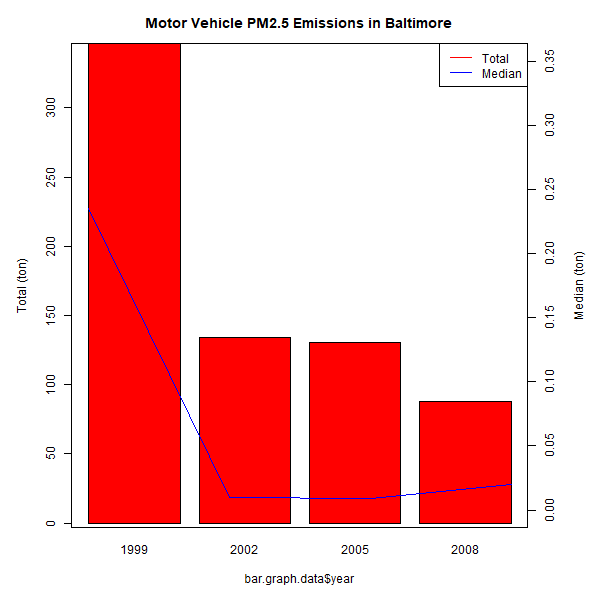 Motor Vehicle PM2.5 Emissions in Baltimore
Total
Median
Total (ton)
0
50
100
150
200
250
300
Median (ton)
0.00
0.05
0.10
0.15
0.20
0.25
0.30
0.35
1999 2002 2005 2008
bar.graph.data$year